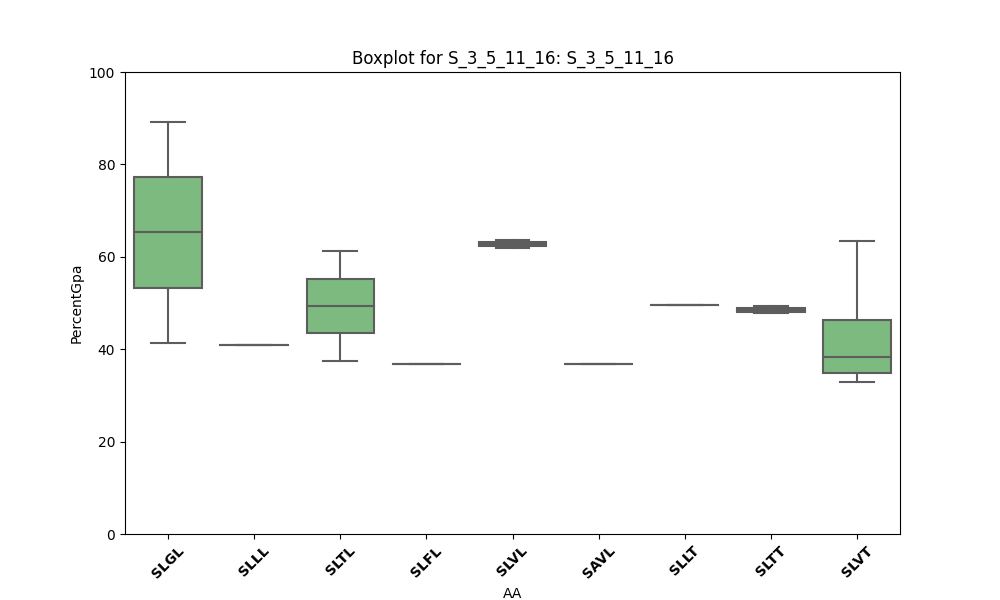 Boxplot for S_3_5_11_16: S_3_5_11_16
100
80
60
40
20
0
PercentGpa
SLGL
SLLL
SLTL
SLFL
SLVL
SAVL
SLLT
SLTT
SLVT
AA